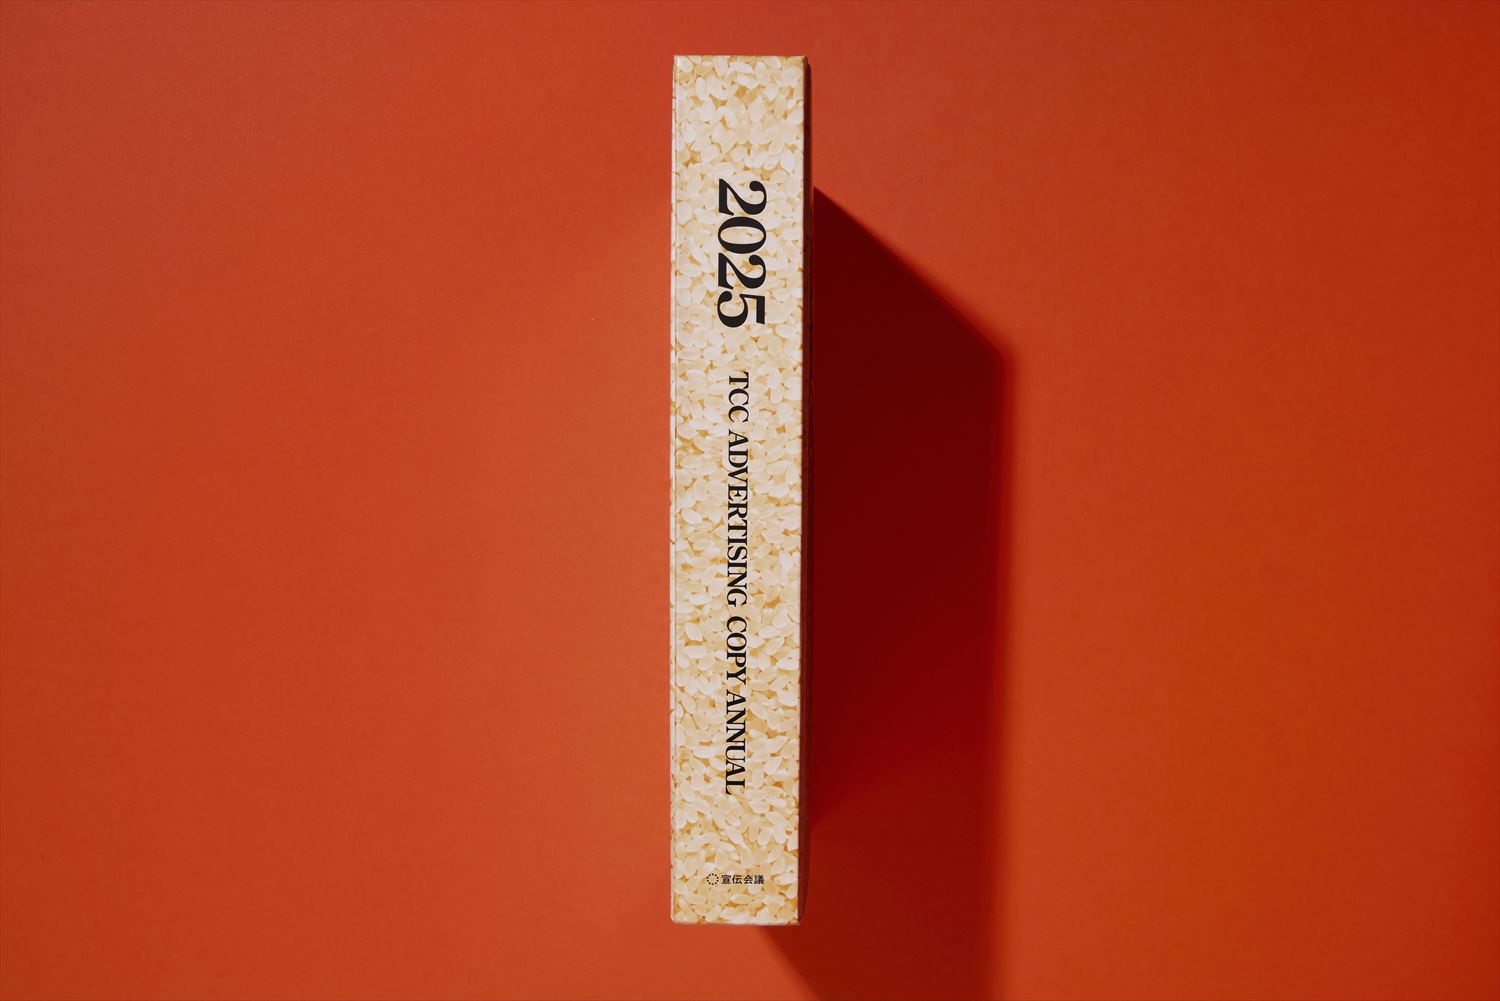 2025 TCC ADVERTISING COPY ANNUAL
宣伝会議